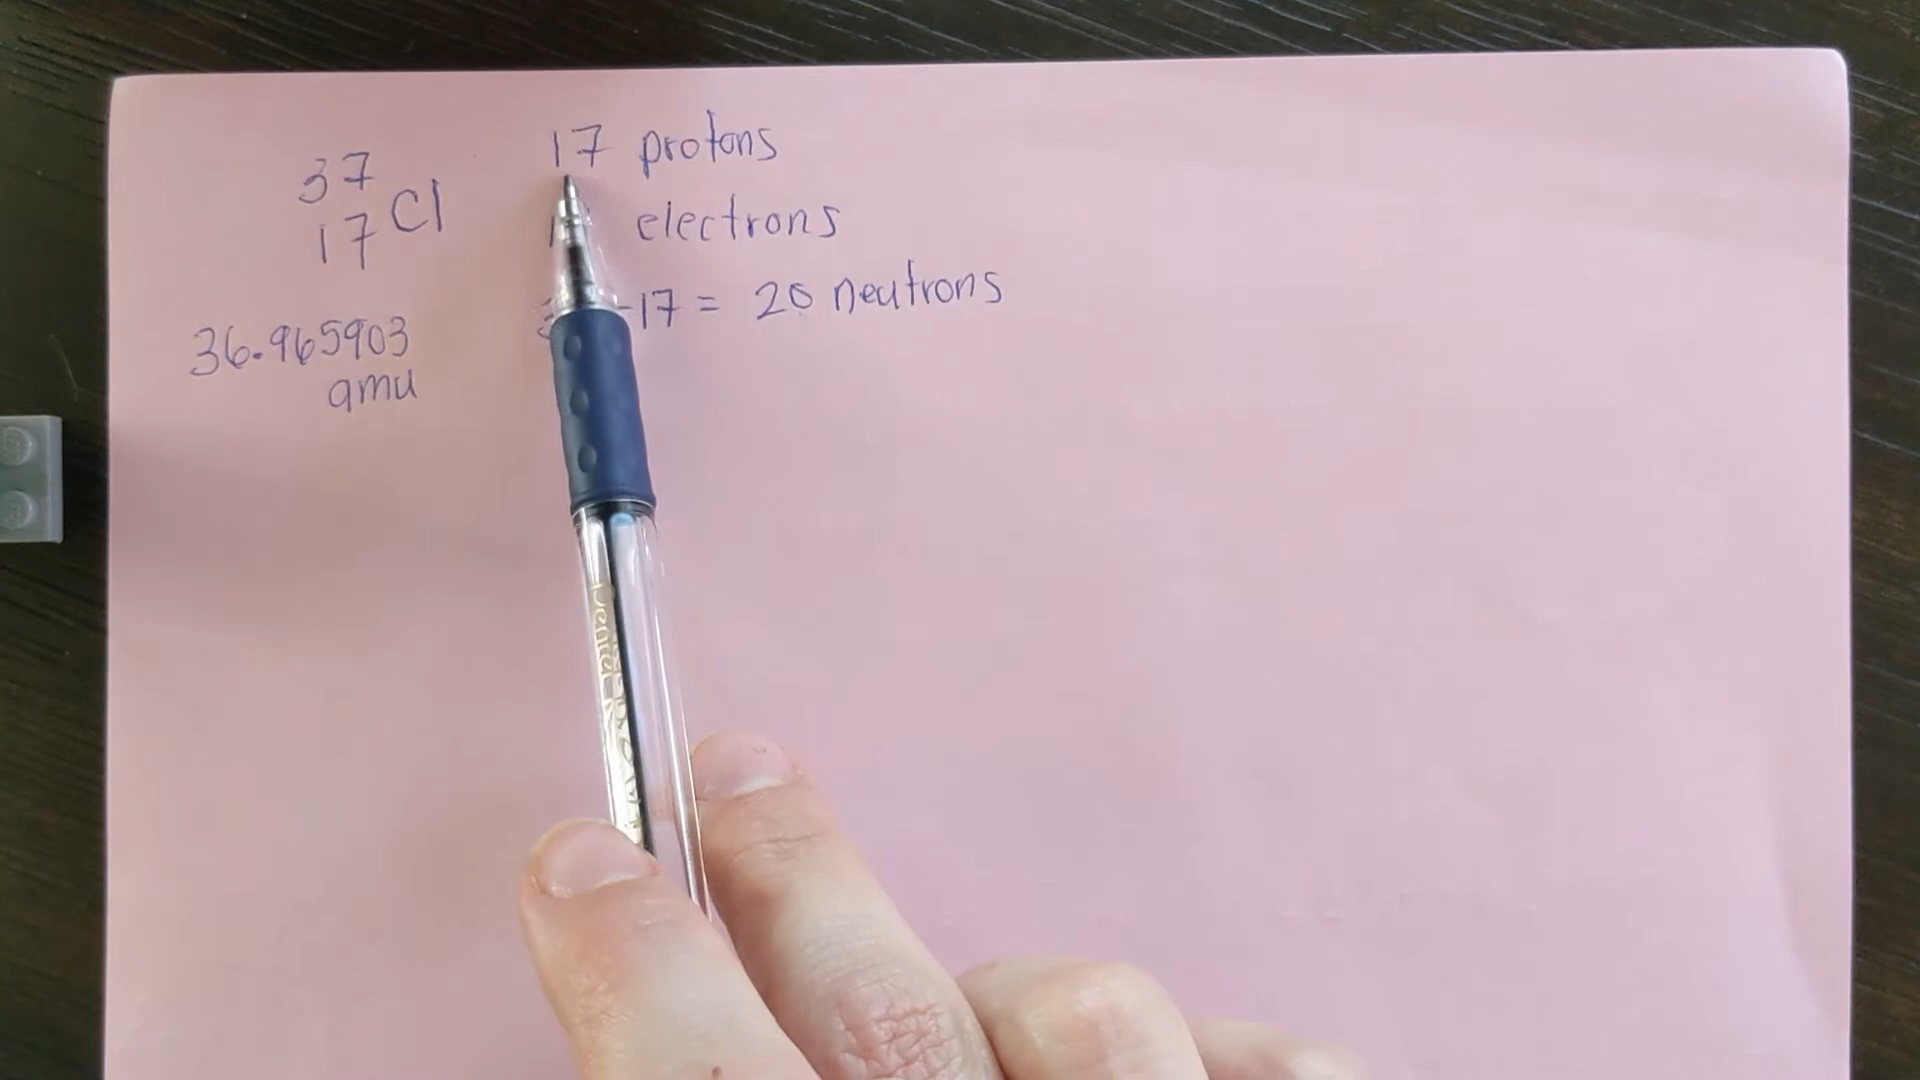 37
17 Cl
36.965903
amu
17 protons
electrons
-17 = 20 neutrons